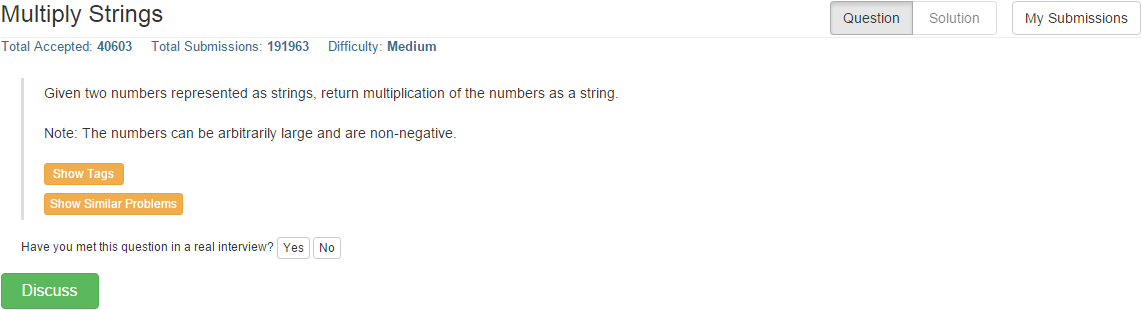 Multiply Strings
Question Solution My Submissions
Total Accepted: 40603 Total Submissions: 191963 Difficulty: Medium
Given two numbers represented as strings, return multiplication of the numbers as a string.
Note: The numbers can be arbitrarily large and are non-negative.
Show Tags
Show Similar Problems
Have you met this question in a real interview? Yes No
Discuss